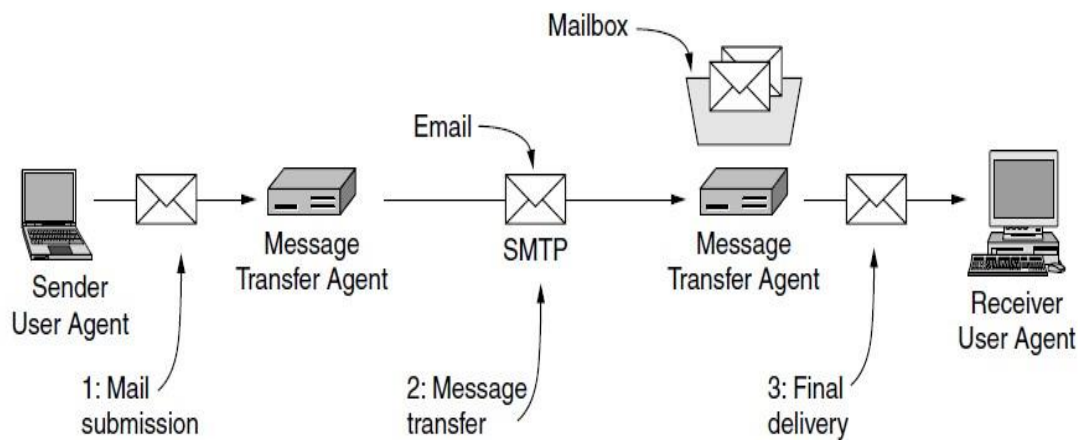 Mailbox
Email
Sender
User Agent
Message
Transfer Agent
SMTP
Message
Transfer Agent
Receiver
User Agent
1: Mail
submission
2: Message
transfer
3: Final
delivery